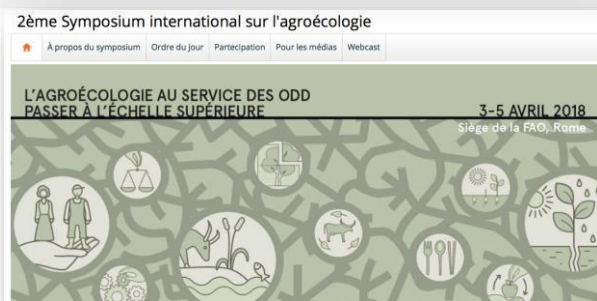 2ème Symposium international sur l'agroécologie
À propos du symposium Ordre du jour Partecipation Pour les médias Webcast
L'AGROÉCOLOGIE AU SERVICE DES ODD
PASSER À L'ÉCHELLE SUPÉRIEURE
3-5 AVRIL 2018
Siège de la FAO, Rome